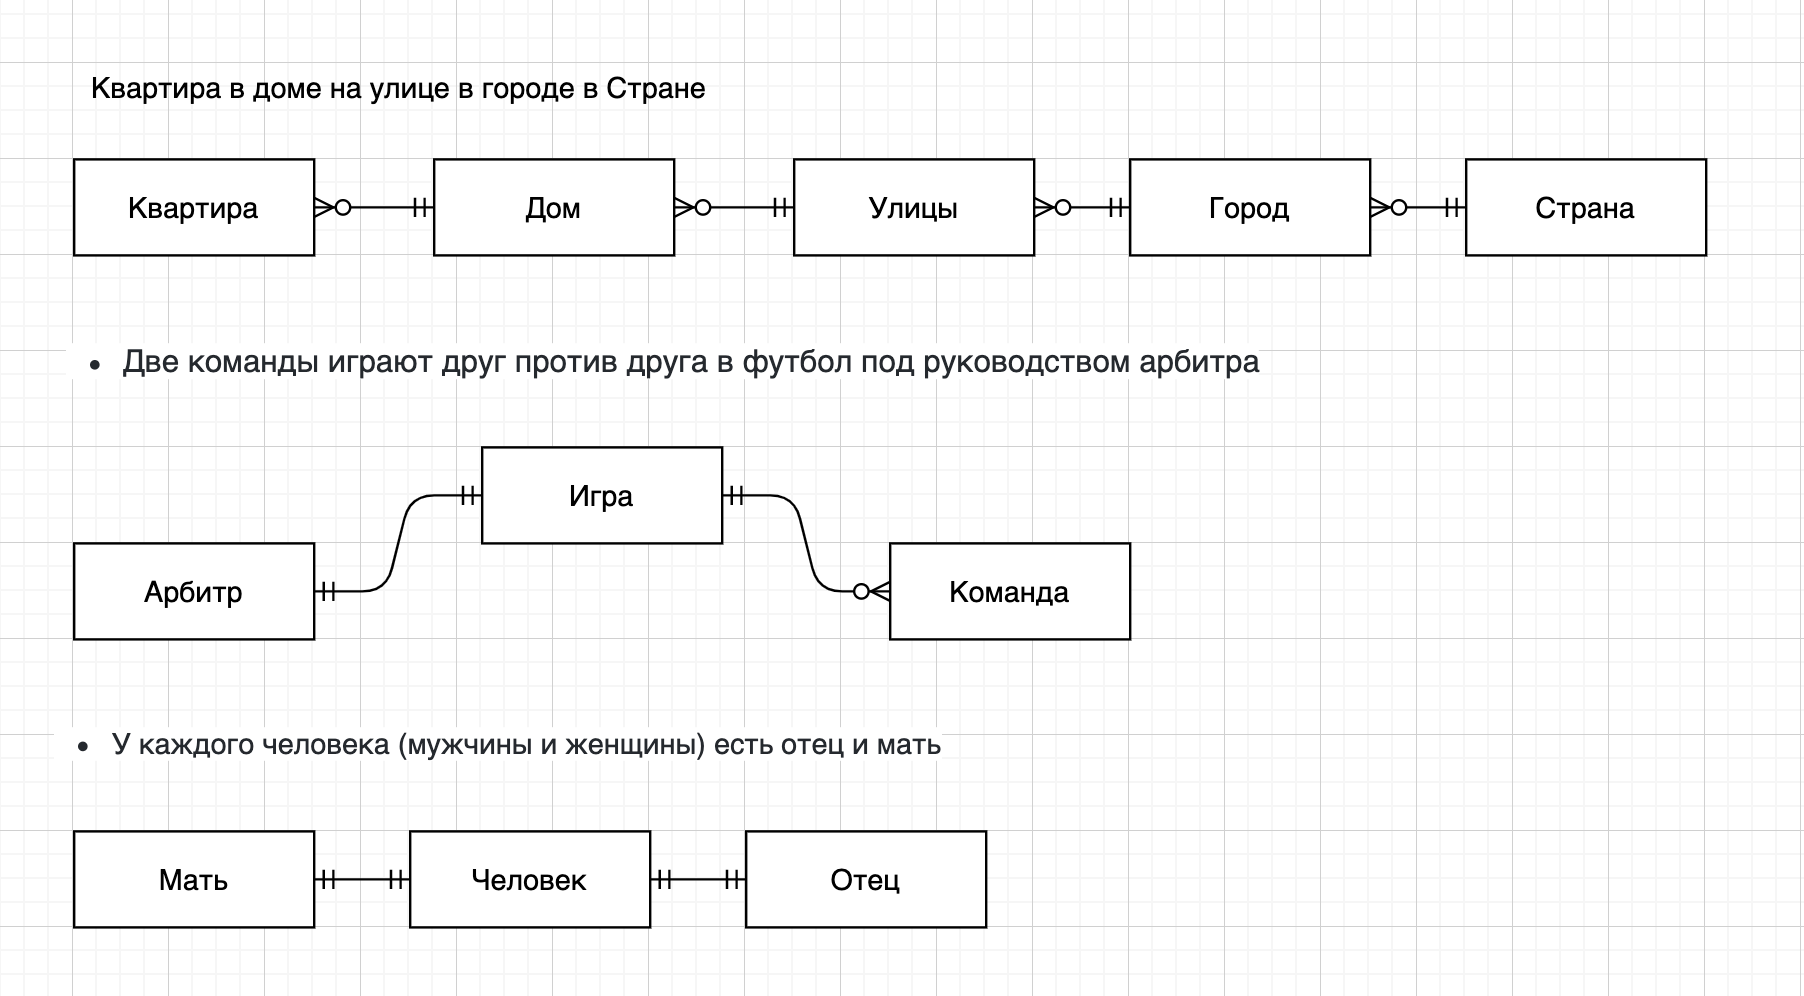 Квартира в доме на улице в городе в Стране
Квартира
Дом
Улицы
Город
Страна
• Две команды играют друг против друга в футбол под руководством арбитра
Игра
Арбитр
Команда
• У каждого человека (мужчины и женщины) есть отец и мать
Мать
Человек
Отец